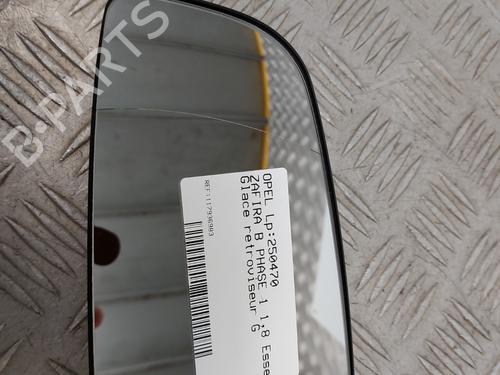 B-PARTS
OPEL Lp:250470
ZAFIRA B PHASE 1 1,8 Esse
Glace retroviseur G